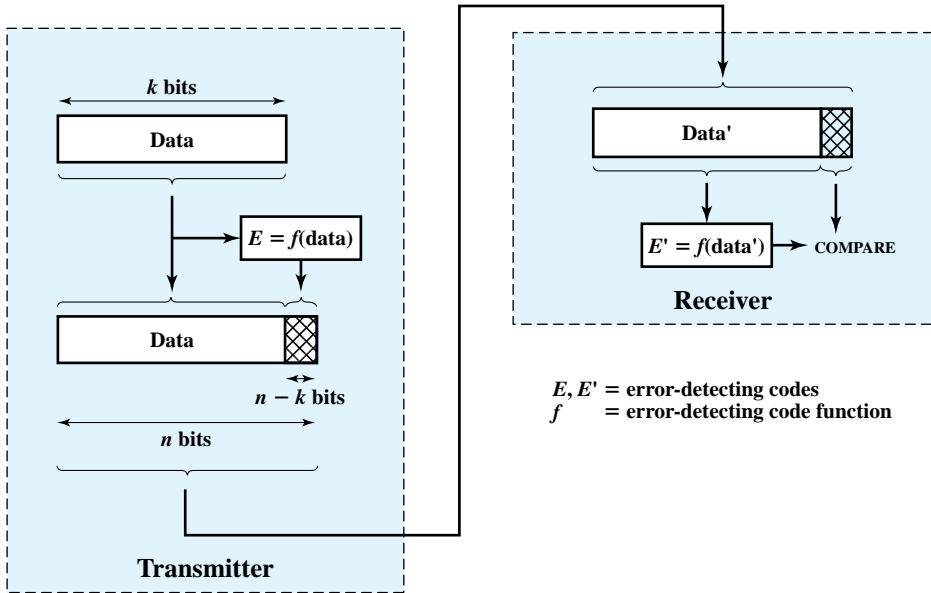 k bits
Data
E = f(data)
Data
n − k bits
n bits
Transmitter
Data'
E' = f(data')
COMPARE
Receiver
E, E' = error-detecting codes
f = error-detecting code function